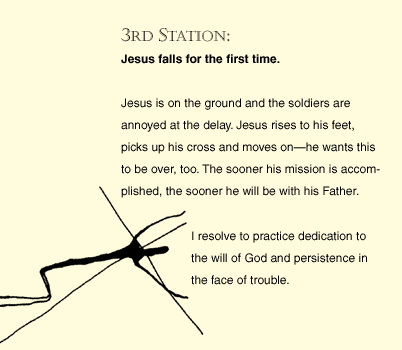 3RD STATION:
Jesus falls for the first time.
Jesus is on the ground and the soldiers are
annoyed at the delay. Jesus rises to his feet,
picks up his cross and moves on—he wants this
to be over, too. The sooner his mission is accom-
plished, the sooner he will be with his Father.
I resolve to practice dedication to
the will of God and persistence in
the face of trouble.